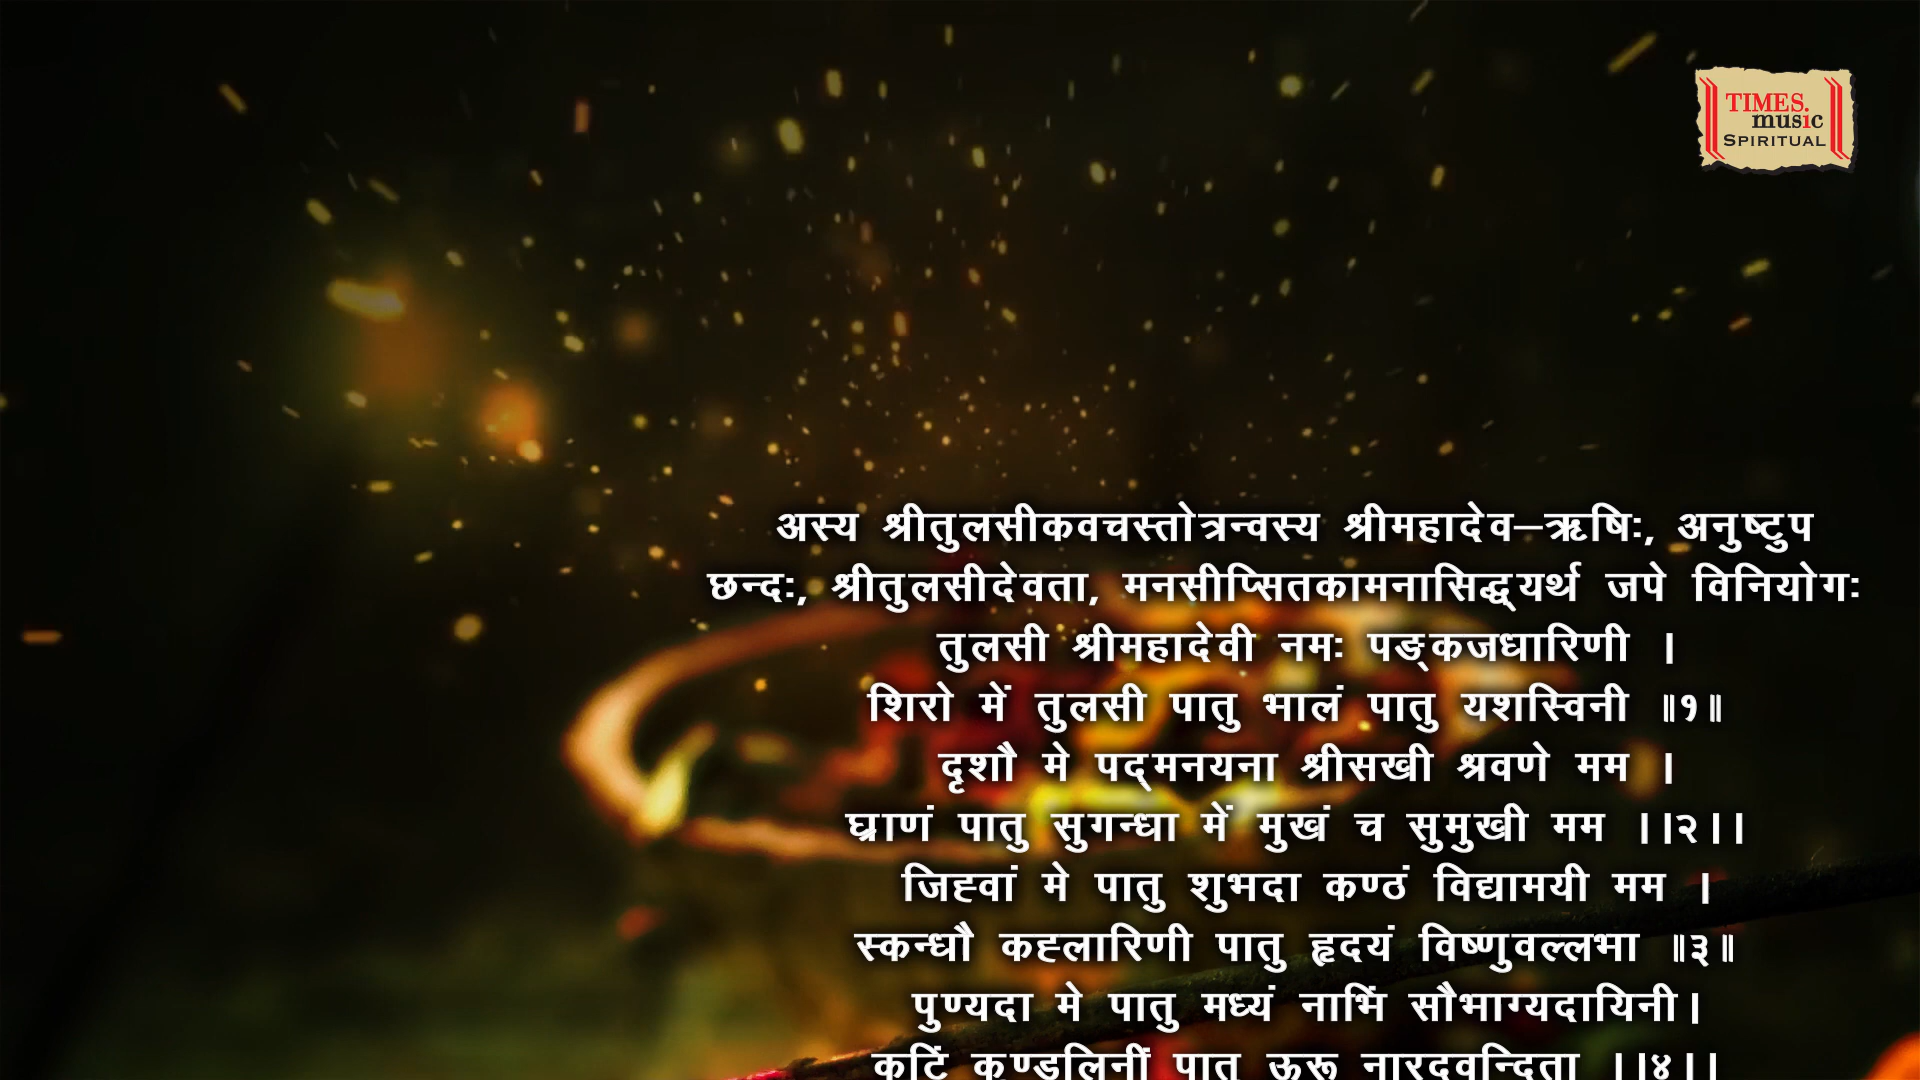 TIMES.
music
SPIRITUAL
अस्य श्रीतुलसीकवचस्तोत्रन्वस्य श्रीमहादेव–ऋषिः, अनुष्टुप
छन्दः, श्रीतुलसीदेवता, मनसीप्सितकामनासिद्ध्यर्थ जपे विनियोगः
तुलसी श्रीमहादेवी नमः पङ्कजधारिणी ।
शिरो में तुलसी पातु भालं पातु यशस्विनी ॥१॥
दृशौ मे पद्मनयना श्रीसखी श्रवणे मम ।
घ्राणं पातु सुगन्धा में मुखं च सुमुखी मम ।।२।।
जिह्वां मे पातु शुभदा कण्ठं विद्यामयी मम ।
स्कन्धौ कह्लारिणी पातु हृदयं विष्णुवल्लभा ॥३॥
पुण्यदा मे पातु मध्यं नाभिं सौभाग्यदायिनी।
कटिं कुण्डलिनीं पातु ऊरू नारदवन्दिता ।।४।।